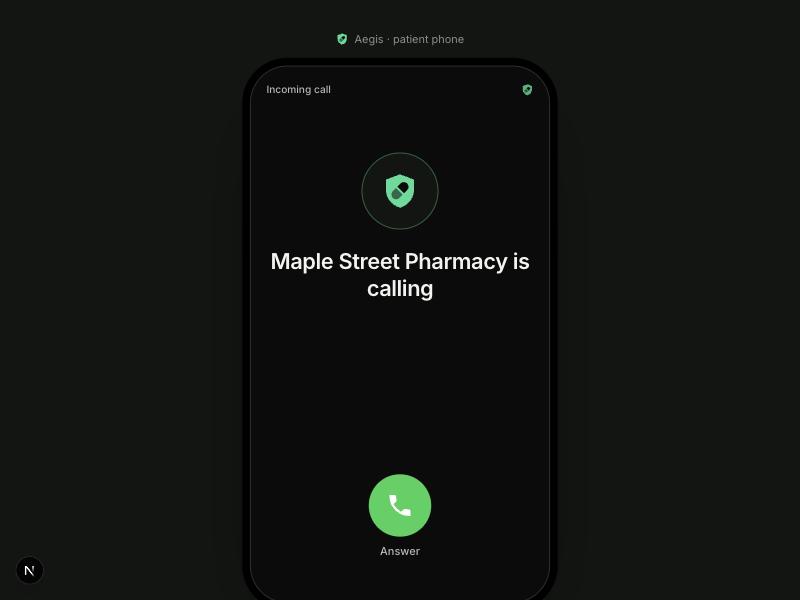 Aegis · patient phone
Incoming call
Maple Street Pharmacy is
calling
Answer
N